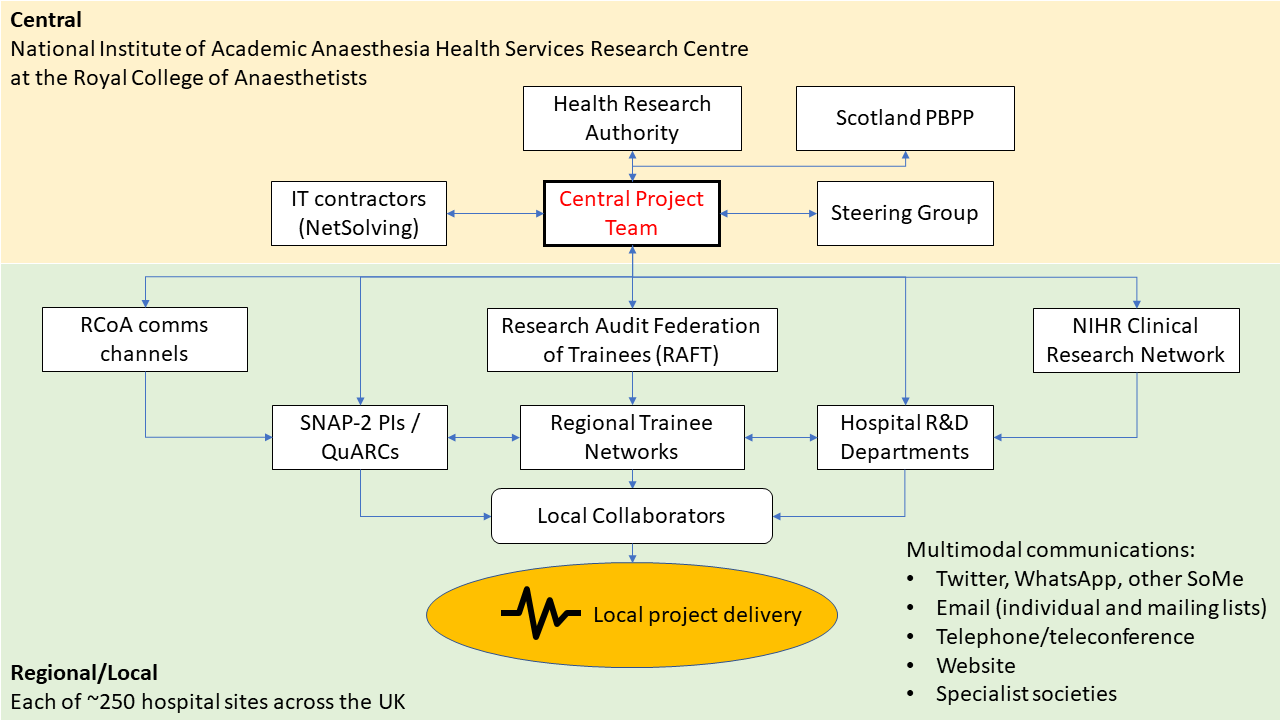 Central
National Institute of Academic Anaesthesia Health Services Research Centre
at the Royal College of Anaesthetists
Health Research
Authority
Scotland PBPP
IT contractors
(NetSolving)
Central Project
Team
Steering Group
RCoA comms
channels
Research Audit Federation
of Trainees (RAFT)
NIHR Clinical
Research Network
SNAP-2 PIs /
QuARCs
Regional Trainee
Networks
Hospital R&D
Departments
Local Collaborators
Local project delivery
Multimodal communications:
• Twitter, WhatsApp, other SoMe
• Email (individual and mailing lists)
• Telephone/teleconference
• Website
• Specialist societies
Regional/Local
Each of ~250 hospital sites across the UK